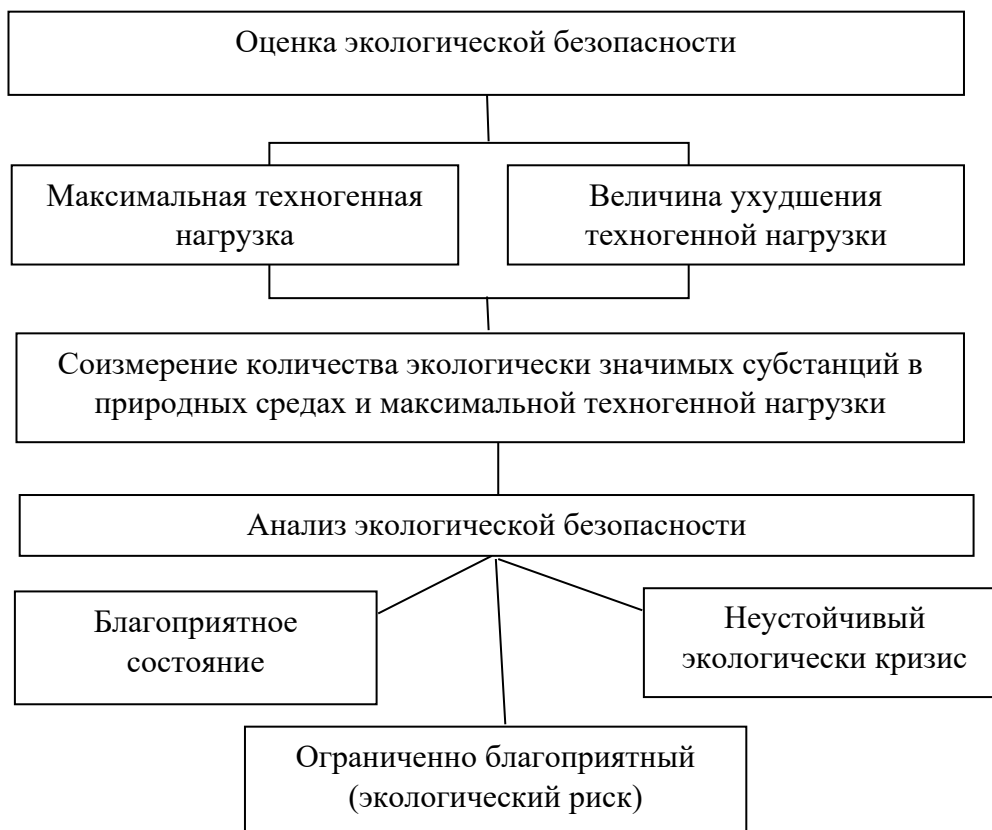 Оценка экологической безопасности
Максимальная техногенная
нагрузка
Величина ухудшения
техногенной нагрузки
Соизмерение количества экологически значимых субстанций в
природных средах и максимальной техногенной нагрузки
Анализ экологической безопасности
Благоприятное
состояние
Неустойчивый
экологически кризис
Ограниченно благоприятный
(экологический риск)